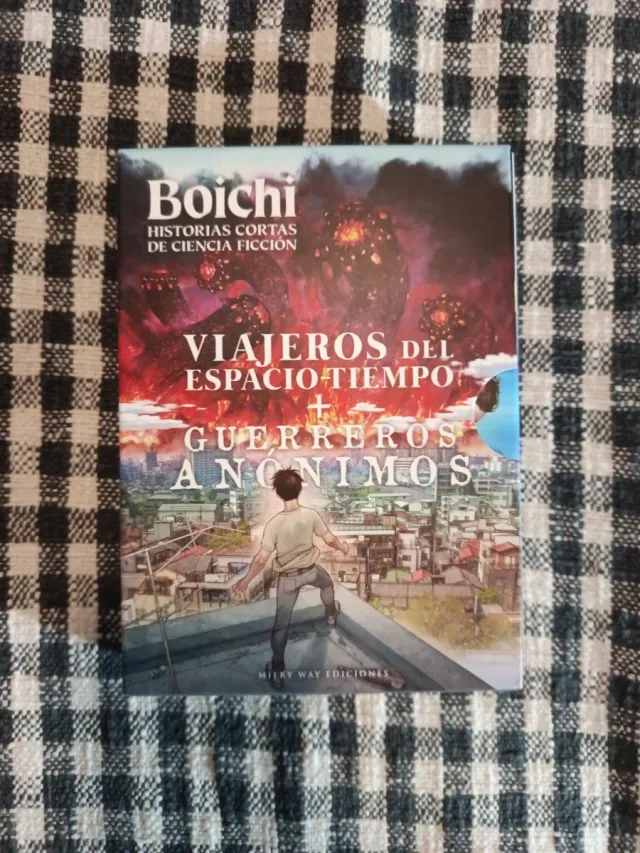 Boichi
HISTORIAS CORTAS
DE CIENCIA FICCIÓN
VIAJEROS DEL
ESPACIO-TIEMPO
+
GUERREROS
ANÓNIMOS
MILKY WAY EDICIONES